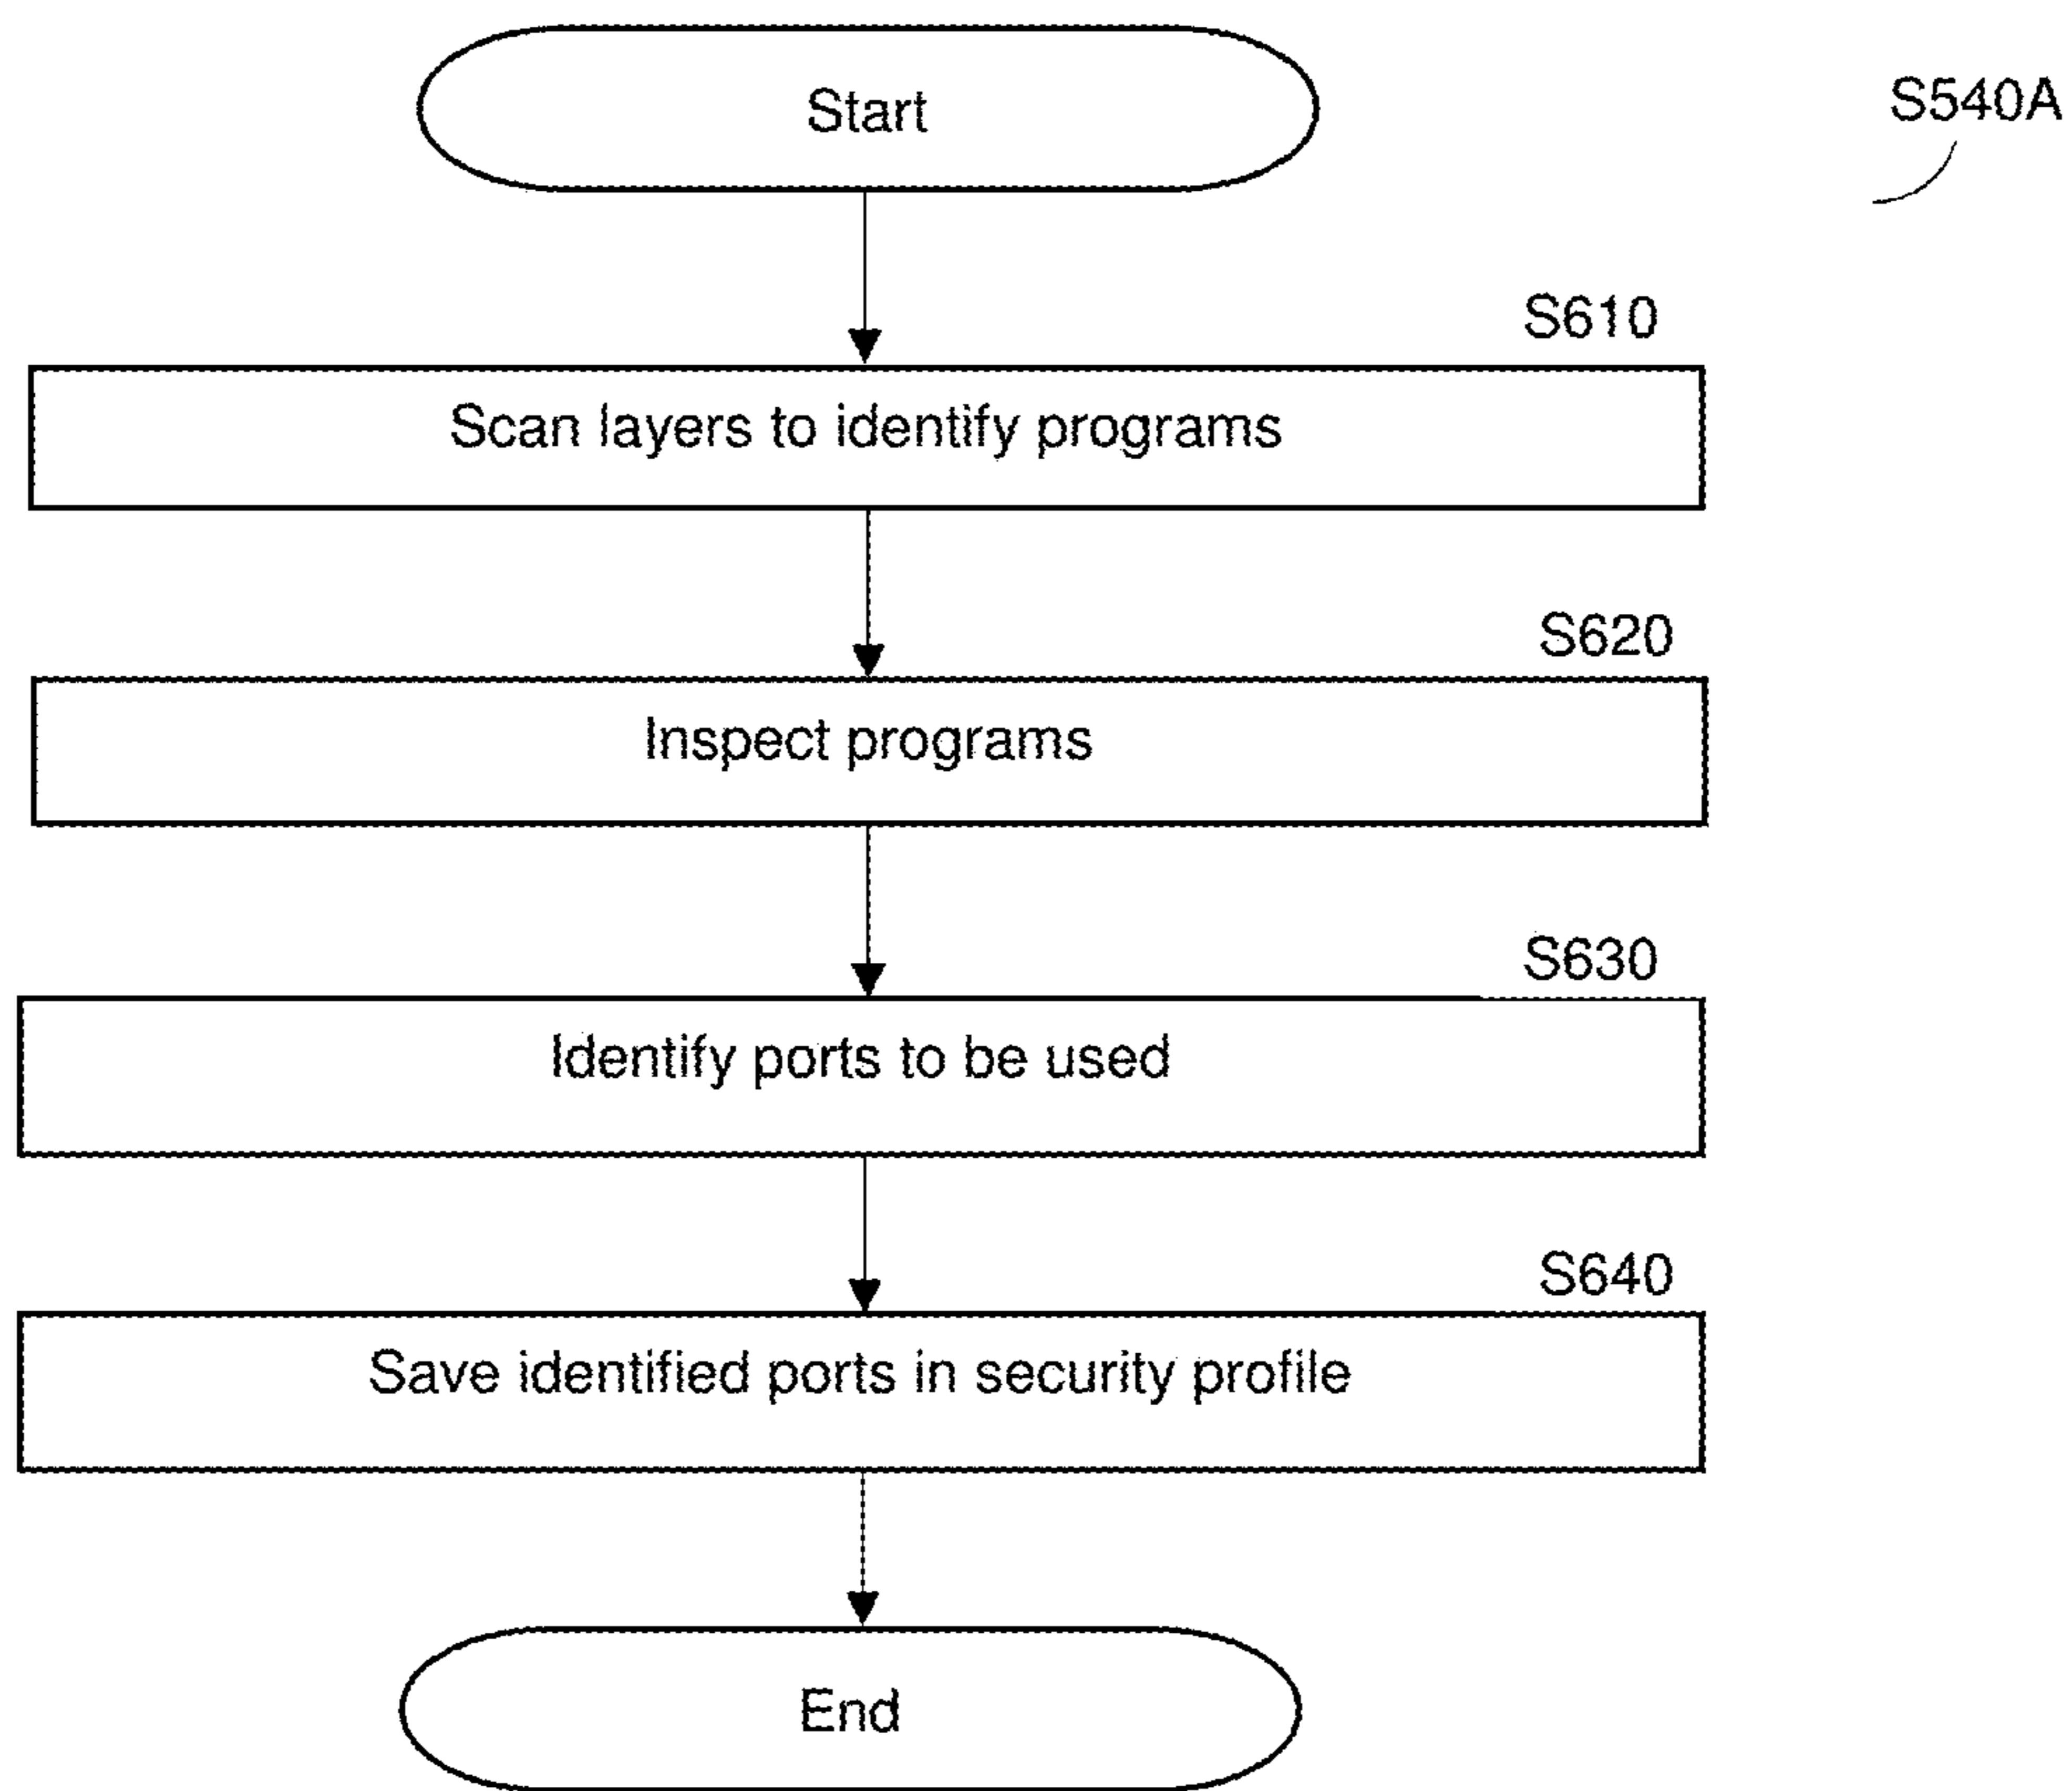 Start
S540A
S610
Scan layers to identify programs
S620
Inspect programs
S630
Identify ports to be used
S640
Save identified ports in security profile
End